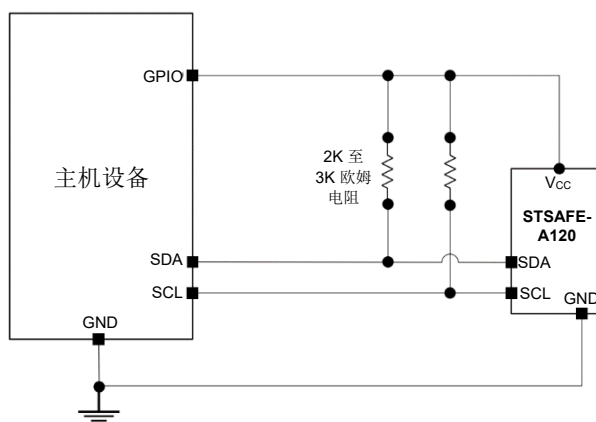 GPIO
主机设备
2K 至
3K 欧姆
电阻
VCC
STSAFE-
A120
SDA
SDA
SCL
SCL
GND
GND